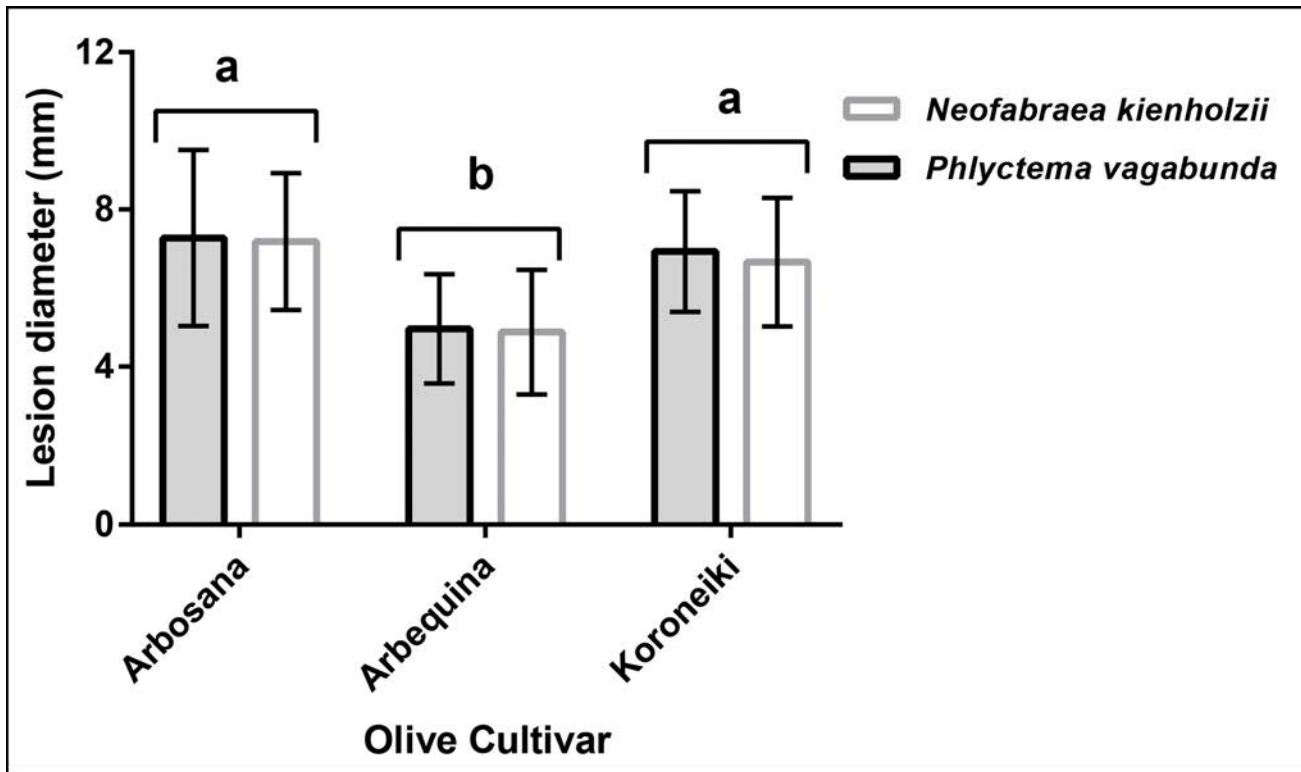 Lesion diameter (mm)
12
8
4
0
a
b
a
Neofabraea kienholzii
Phlyctema vagabunda
Arbosana
Arbequina
Koroneiki
Olive Cultivar